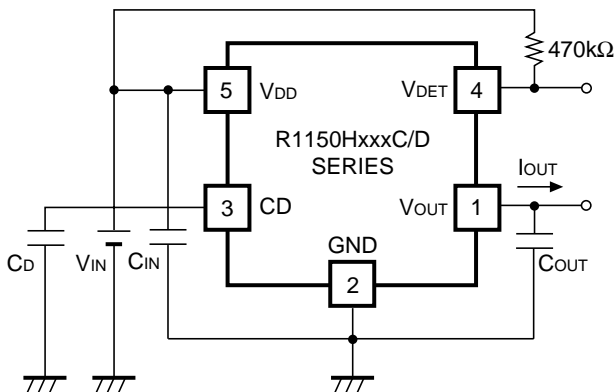 470kΩ
5
VDD
VDET
4
R1150HxxxC/D
SERIES
IOUT
3
CD
VOUT
1
GND
2
CD
VIN
CIN
COUT